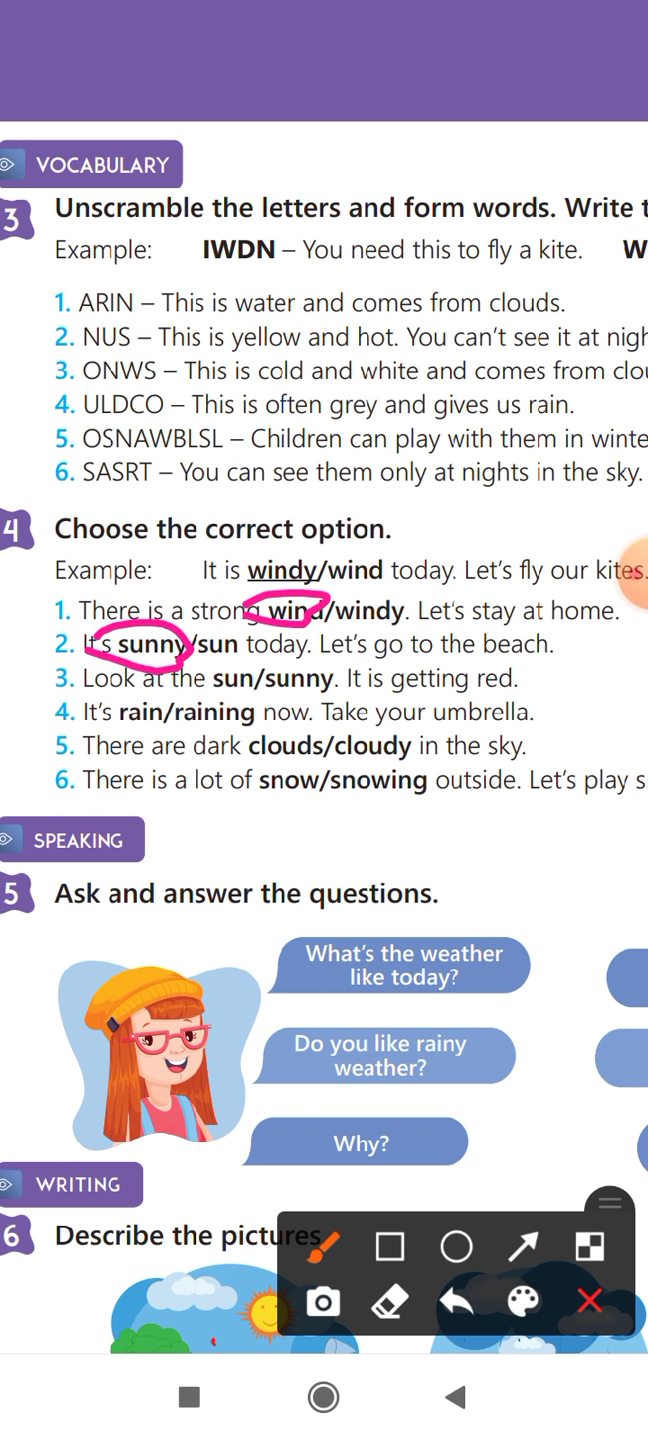 VOCABULARY
3 Unscramble the letters and form words. Write t
Example: IWDN – You need this to fly a kite. W
1. ARIN – This is water and comes from clouds.
2. NUS – This is yellow and hot. You can't see it at nigh
3. ONWS – This is cold and white and comes from clou
4. ULDCO – This is often grey and gives us rain.
5. OSNAWBLSL – Children can play with them in winte
6. SASRT – You can see them only at nights in the sky.
4 Choose the correct option.
Example: It is windy/wind today. Let's fly our kites.
1. There is a strong wind/windy. Let's stay at home.
2. It's sunny/sun today. Let's go to the beach.
3. Look at the sun/sunny. It is getting red.
4. It's rain/raining now. Take your umbrella.
5. There are dark clouds/cloudy in the sky.
6. There is a lot of snow/snowing outside. Let's play s
SPEAKING
5 Ask and answer the questions.
What's the weather
like today?
Do you like rainy
weather?
Why?
WRITING
6 Describe the pictures